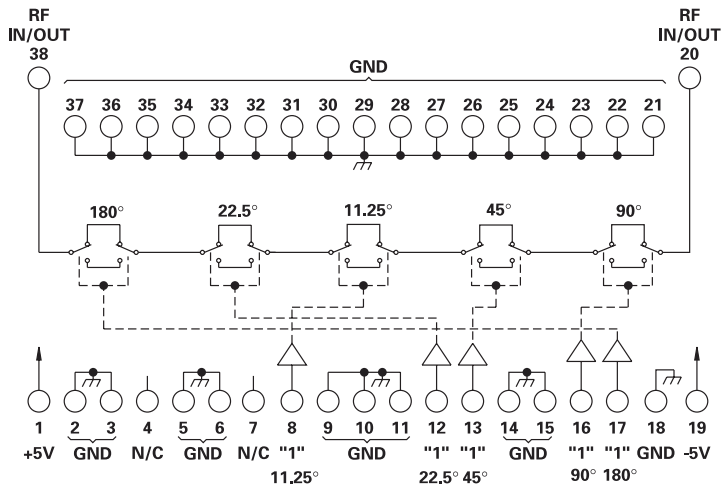 RF RF
IN/OUT IN/OUT
38 20
GND
37 36 35 34 33 32 31 30 29 28 27 26 25 24 23 22 21
180° 22.5° 11.25° 45° 90°
1 2 3 4 5 6 7 8 9 10 11 12 13 14 15 16 17 18 19
+5V GND N/C GND N/C "1" GND "1" "1" GND "1" "1" GND -5V
11.25° 22.5° 45° 90° 180°